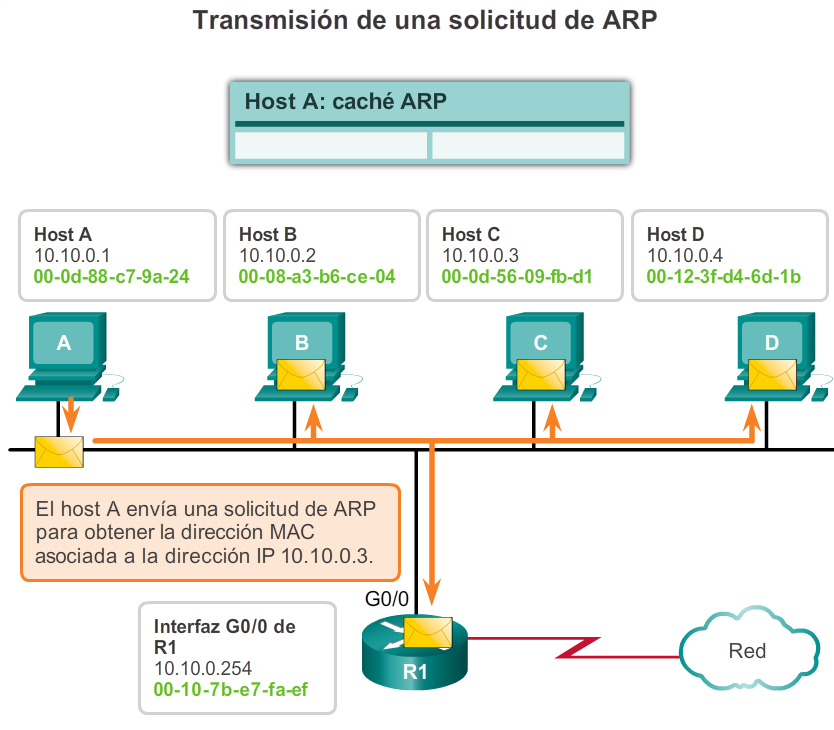 Transmisión de una solicitud de ARP
Host A: caché ARP
Host A
10.10.0.1
00-0d-88-c7-9a-24
Host B
10.10.0.2
00-08-a3-b6-ce-04
Host C
10.10.0.3
00-0d-56-09-fb-d1
Host D
10.10.0.4
00-12-3f-d4-6d-1b
A
B
C
D
El host A envía una solicitud de ARP
para obtener la dirección MAC
asociada a la dirección IP 10.10.0.3.
G0/0
Interfaz G0/0 de
R1
10.10.0.254
00-10-7b-e7-fa-ef
R1
Red